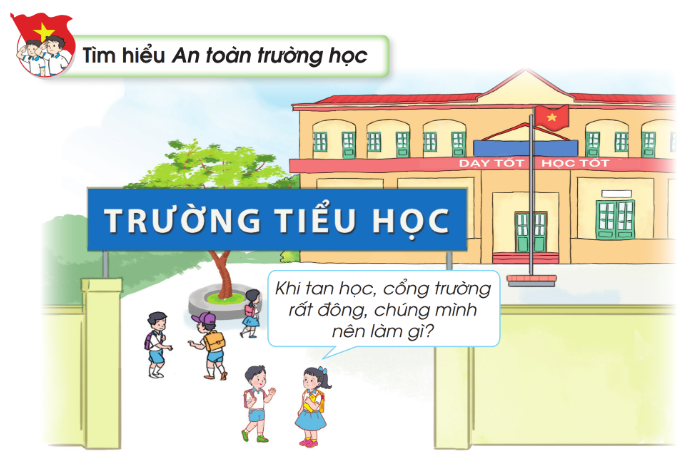 Tìm hiểu An toàn trường học
DẠY TỐT HỌC TỐT
TRƯỜNG TIỂU HỌC
Khi tan học, cổng trường
rất đông, chúng mình
nên làm gì?